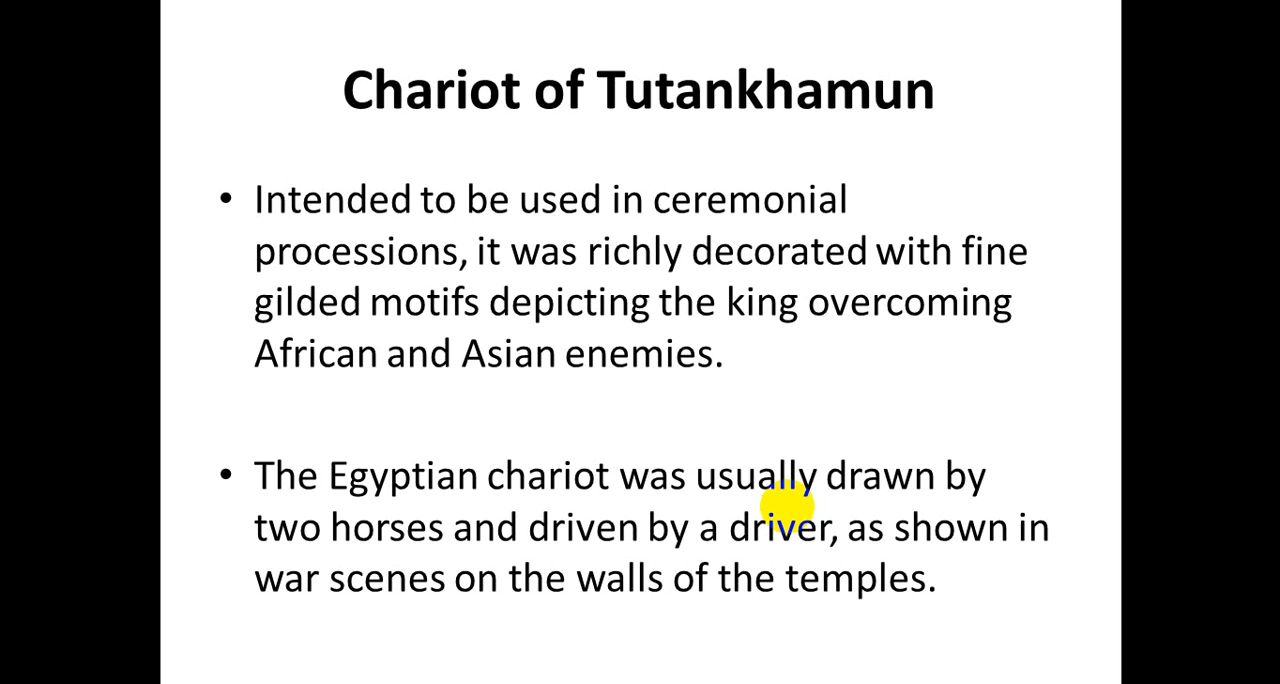 Chariot of Tutankhamun
• Intended to be used in ceremonial
processions, it was richly decorated with fine
gilded motifs depicting the king overcoming
African and Asian enemies.
• The Egyptian chariot was usually drawn by
two horses and driven by a driver, as shown in
war scenes on the walls of the temples.